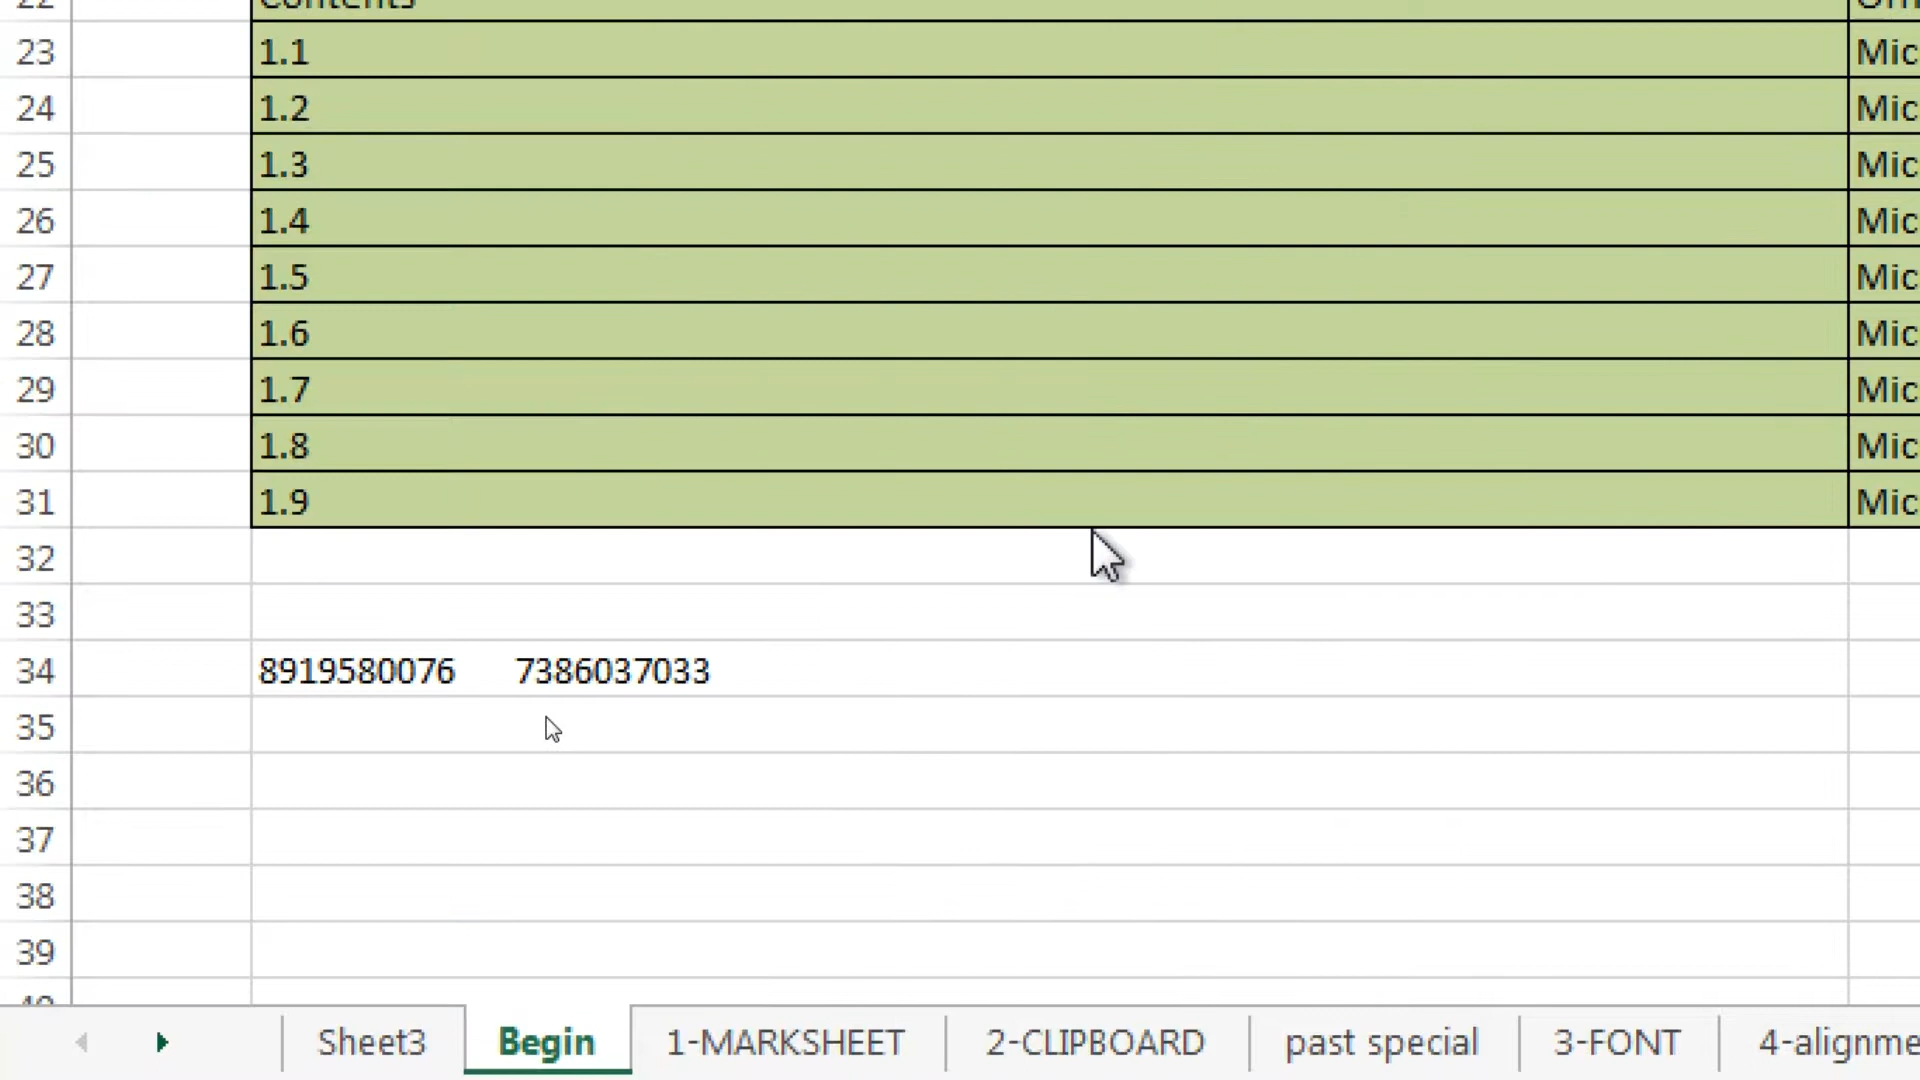 22 Contents
23 1.1 Mic
24 1.2 Mic
25 1.3 Mic
26 1.4 Mic
27 1.5 Mic
28 1.6 Mic
29 1.7 Mic
30 1.8 Mic
31 1.9 Mic
32
33
34 8919580076 7386037033
35
36
37
38
39
Sheet3 Begin 1-MARKSHEET 2-CLIPBOARD past special 3-FONT 4-alignme